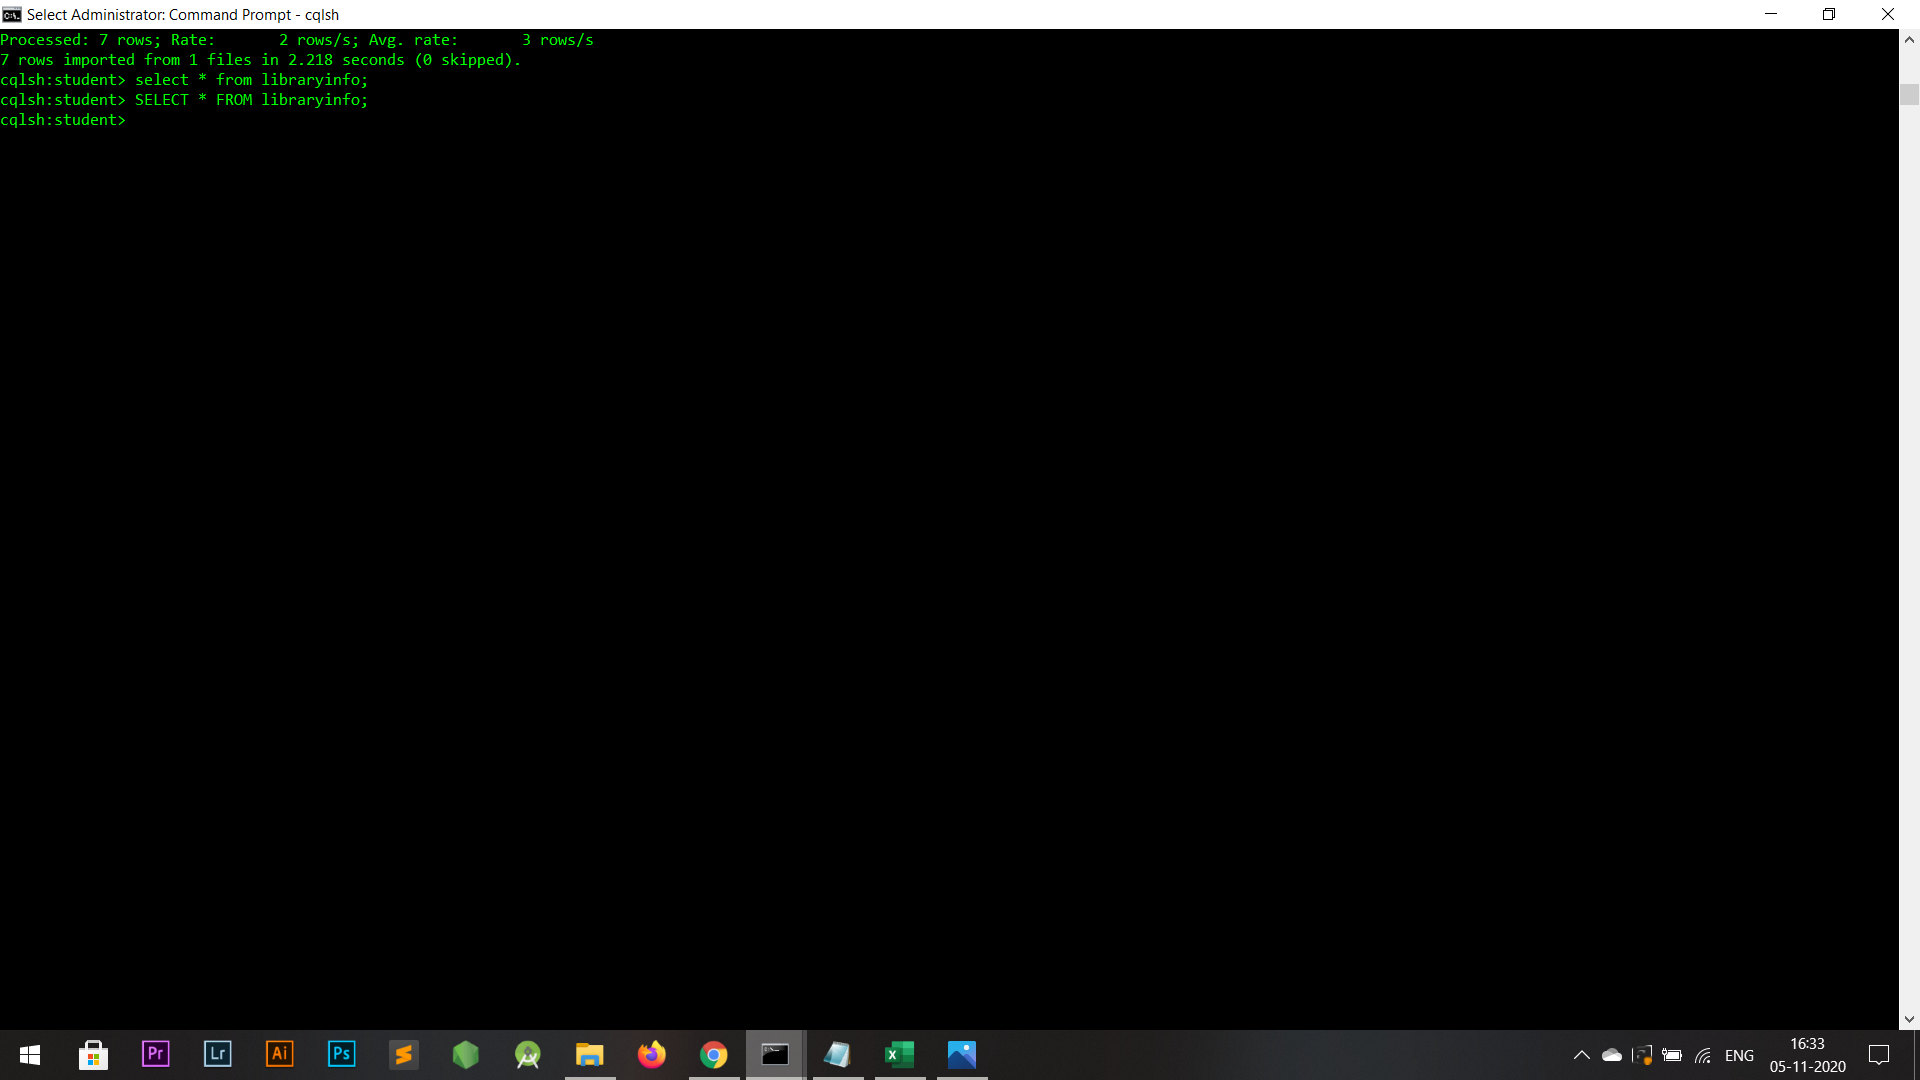 Select Administrator: Command Prompt - cqlsh
Processed: 7 rows; Rate:       2 rows/s; Avg. rate:       3 rows/s
7 rows imported from 1 files in 2.218 seconds (0 skipped).
cqlsh:student> select * from libraryinfo;
cqlsh:student> SELECT * FROM libraryinfo;
cqlsh:student>
Pr
Lr
Ai
Ps
ENG
16:33
05-11-2020